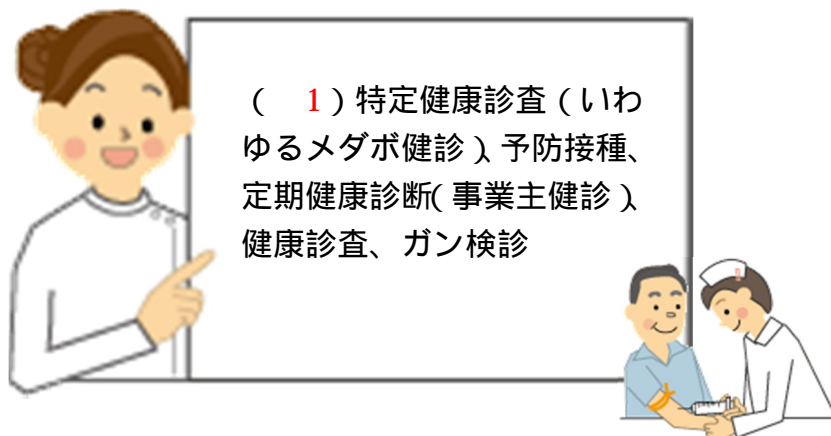 ( 1)特定健康診査(いわ
ゆるメダボ健診)、予防接種、
定期健康診断(事業主健診)、
健康診査、ガン検診